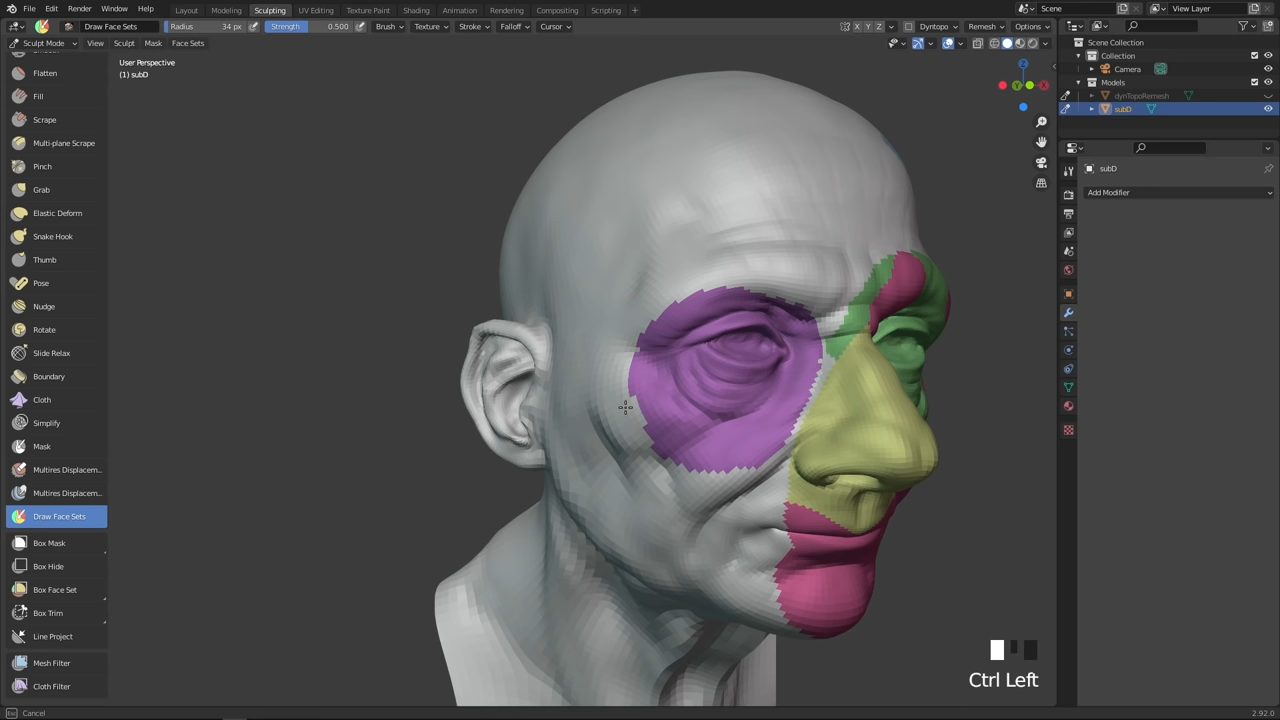 File Edit Render Window Help Layout Modeling Sculpting UV Editing Texture Paint Shading Animation Rendering Compositing Scripting Scene View Layer
Draw Face Sets Radius 34 px Strength 0.500 Brush Texture Stroke Falloff Cursor X Y Z Dyntopo Remesh Options
Sculpt Mode View Sculpt Mask Face Sets
User Perspective
(1) subD
Flatten
Fill
Scrape
Multi-plane Scrape
Pinch
Grab
Elastic Deform
Snake Hook
Thumb
Pose
Nudge
Rotate
Slide Relax
Boundary
Cloth
Simplify
Mask
Multires Displacem...
Multires Displacem...
Draw Face Sets
Box Mask
Box Hide
Box Face Set
Box Trim
Line Project
Mesh Filter
Cloth Filter
Z
Y
X
Scene Collection
Collection
Camera
Models
dynTopoRemesh
subD
subD
Add Modifier
Ctrl Left
Esc Cancel
2.92.0